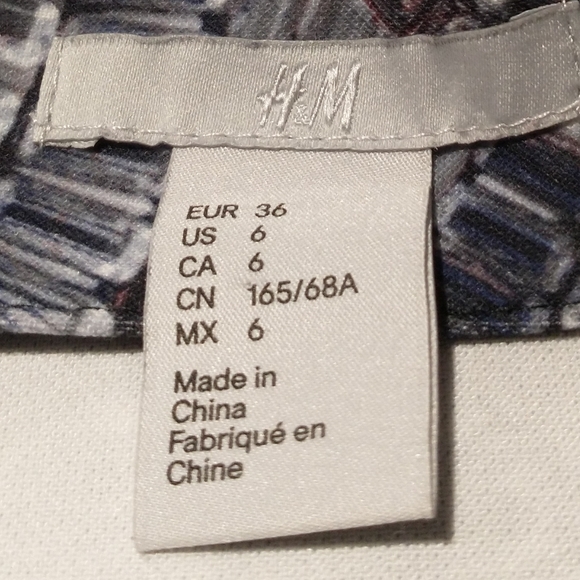 H&M
EUR 36
US 6
CA 6
CN 165/68A
MX 6
Made in
China
Fabriqué en
Chine